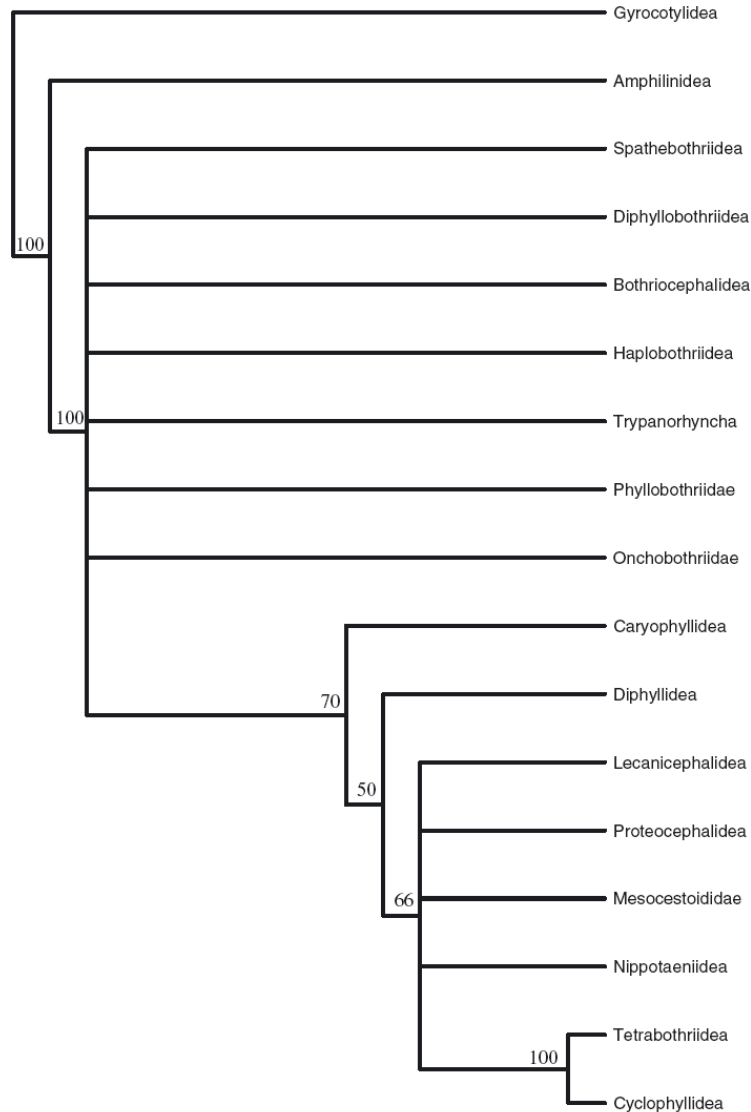 Gyrocotylidea
Amphilinidea
Spathebothriidea
Diphyllobothriidea
100
Bothriocephalidea
Haplobothriidea
100
Trypanorhyncha
Phyllobothriidae
Onchobothriidae
Caryophyllidea
70
Diphyllidea
Lecanicephalidea
50
Proteocephalidea
66
Mesocestoididae
Nippotaeniidea
Tetrabothriidea
100
Cyclophyllidea